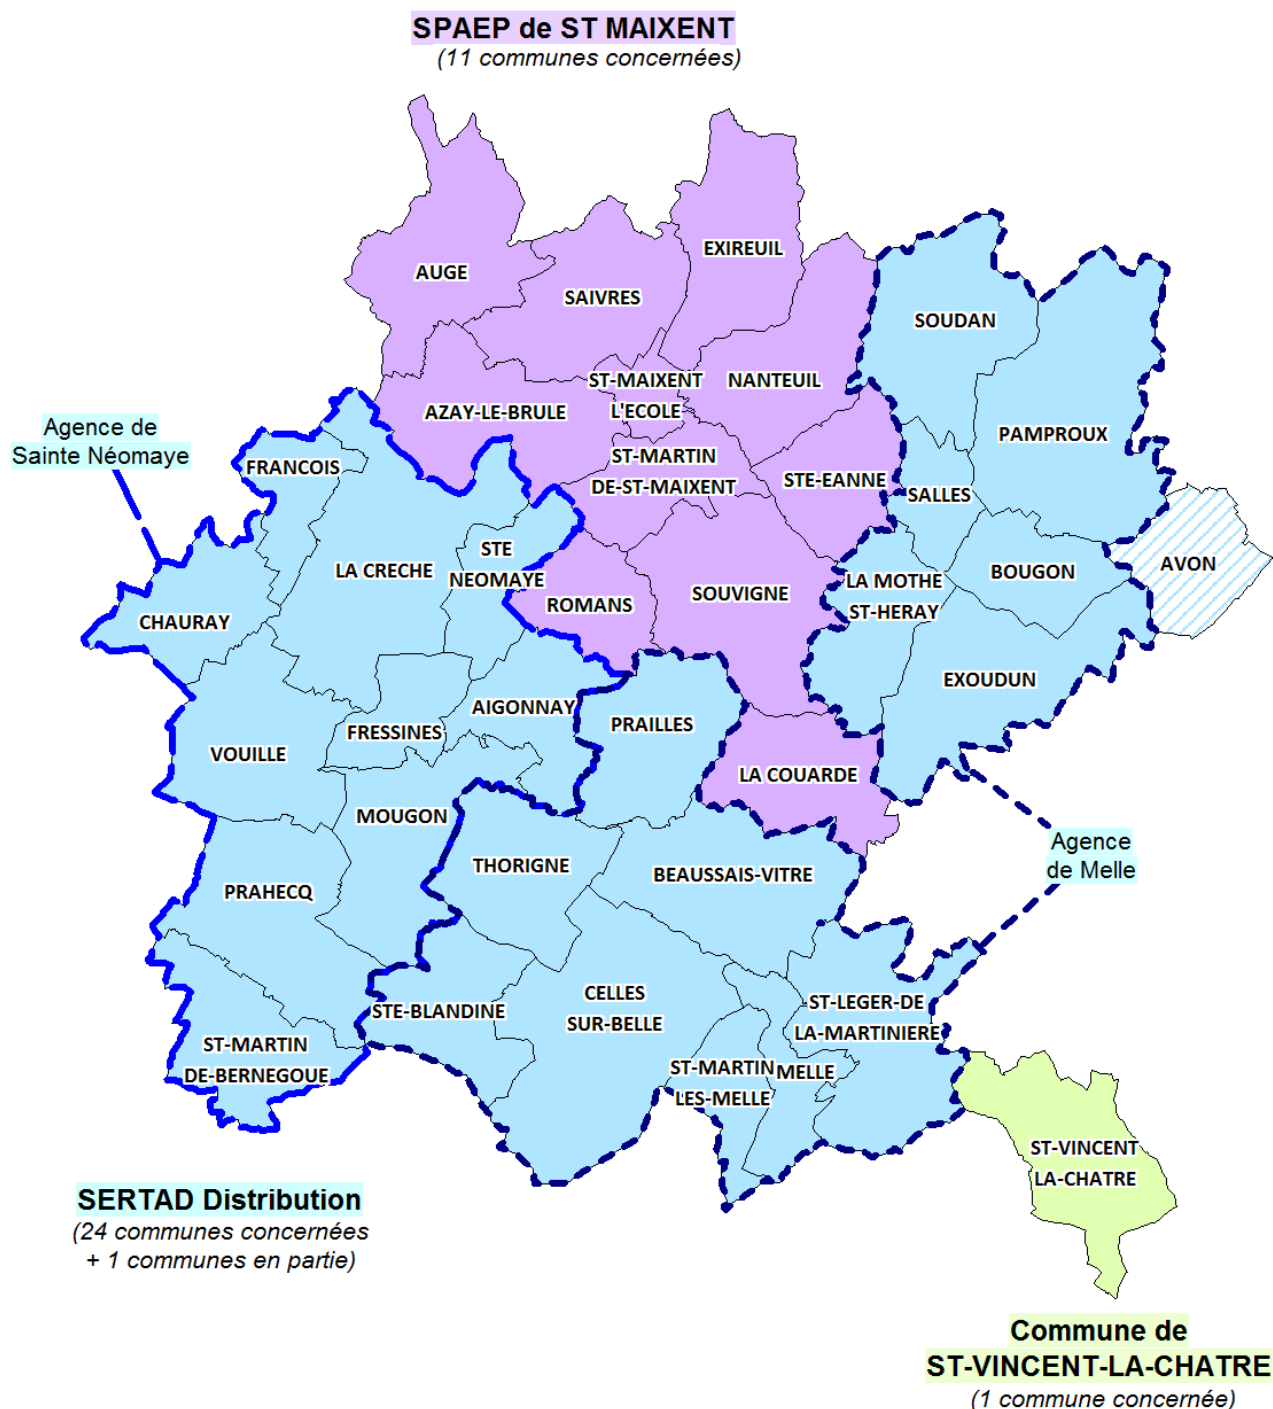 SPAEP de ST MAIXENT
(11 communes concernées)
EXIREUIL
AUGE
SAIVRES
SOUDAN
ST-MAIXENT
L'ECOLE
NANTEUIL
AZAY-LE-BRULE
PAMPROUX
Agence de
Sainte Néomaye
FRANCOIS
ST-MARTIN
DE-ST-MAIXENT
STE-EANNE
SALLES
STE
NEOMAYE
LA CRECHE
AVON
BOUGON
LA MOTHE
ST-HERAY
SOUVIGNE
ROMANS
CHAURAY
EXOUDUN
AIGONNAY
PRAILLES
FRESSINES
VOUILLE
LA COUARDE
MOUGON
Agence
de Melle
THORIGNE
BEAUSSAIS-VITRE
PRAHECQ
CELLES
SUR-BELLE
ST-LEGER-DE
LA-MARTINIERE
STE-BLANDINE
ST-MARTIN
DE-BERNEGOUE
ST-MARTIN
LES-MELLE
MELLE
ST-VINCENT
LA-CHATRE
SERTAD Distribution
(24 communes concernées
+ 1 communes en partie)
Commune de
ST-VINCENT-LA-CHATRE
(1 commune concernée)